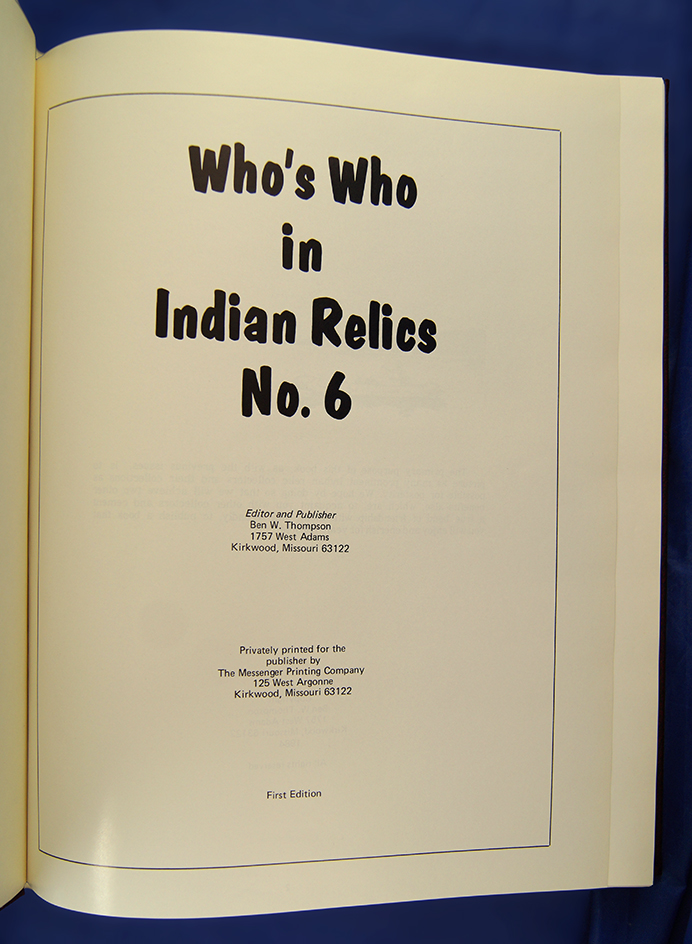 Who's Who
in
Indian Relics
No. 6
Editor and Publisher
Ben W. Thompson
1757 West Adams
Kirkwood, Missouri 63122
Privately printed for the
publisher by
The Messenger Printing Company
125 West Argonne
Kirkwood, Missouri 63122
First Edition